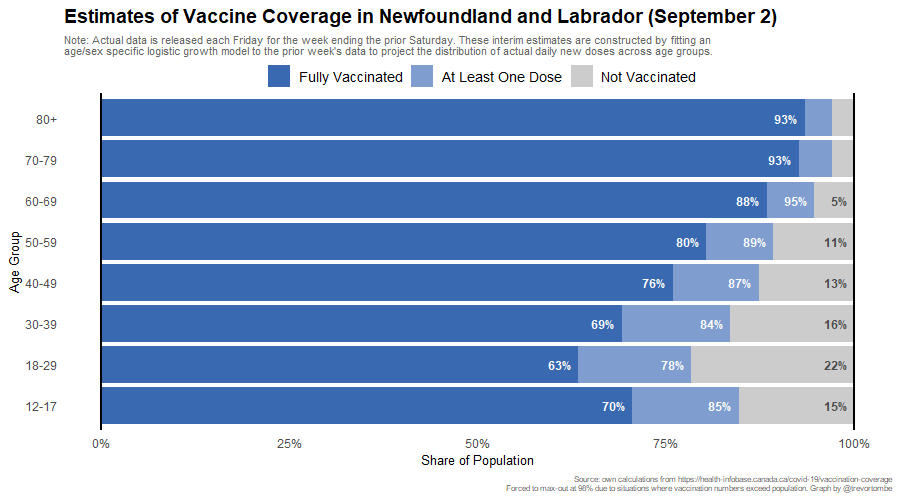 Estimates of Vaccine Coverage in Newfoundland and Labrador (September 2)
Note: Actual data is released each Friday for the week ending the prior Saturday. These interim estimates are constructed by fitting an
age/sex specific logistic growth model to the prior week's data to project the distribution of actual daily new doses across age groups.
Fully Vaccinated At Least One Dose Not Vaccinated
Age Group
80+ 93%
70-79 93%
60-69 88% 95% 5%
50-59 80% 89% 11%
40-49 76% 87% 13%
30-39 69% 84% 16%
18-29 63% 78% 22%
12-17 70% 85% 15%
0% 25% 50% 75% 100%
Share of Population
Source: own calculations from https://health-infobase.canada.ca/covid-19/vaccination-coverage
Forced to max-out at 98% due to situations where vaccination numbers exceed population. Graph by @trevortombe